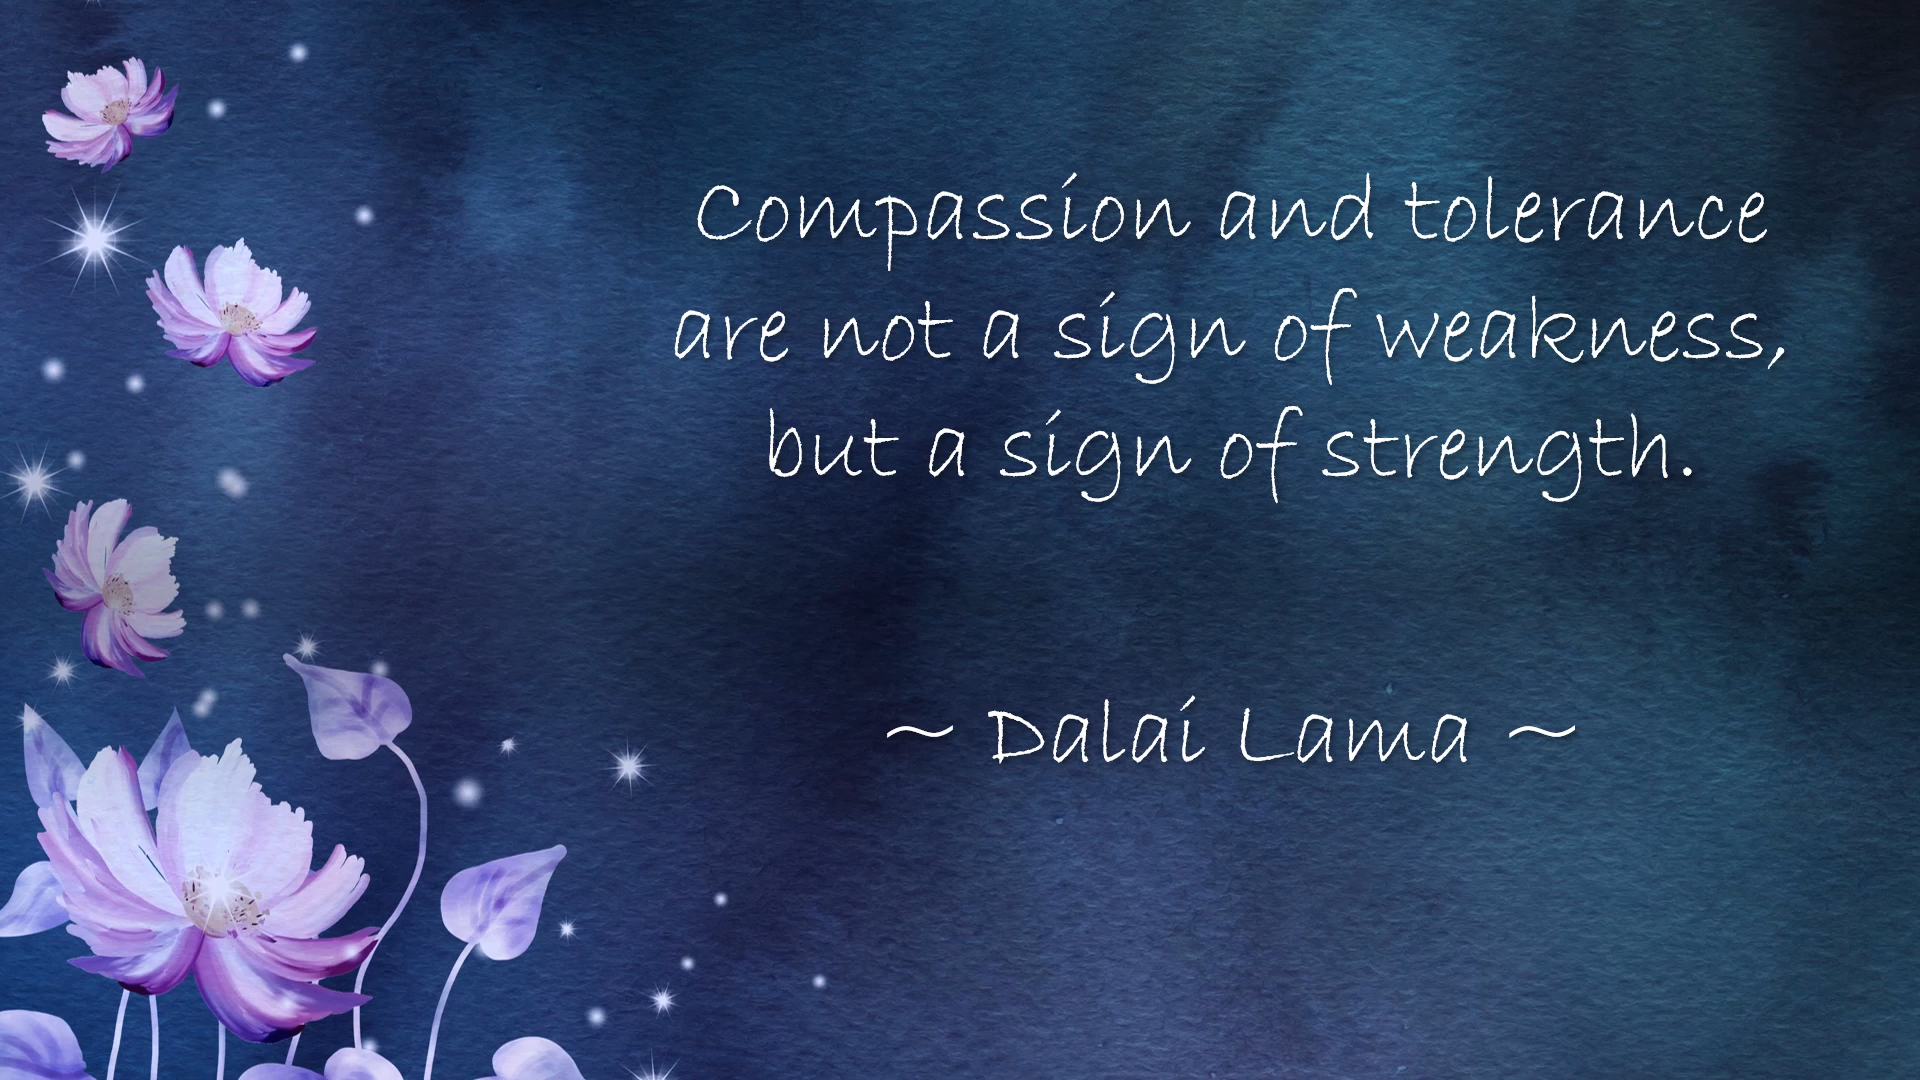 Compassion and tolerance
are not a sign of weakness,
but a sign of strength.
~ Dalai Lama ~